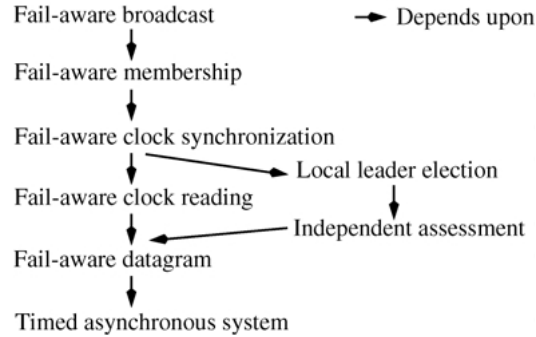 Fail-aware broadcast
Depends upon
Fail-aware membership
Fail-aware clock synchronization
Local leader election
Fail-aware clock reading
Independent assessment
Fail-aware datagram
Timed asynchronous system